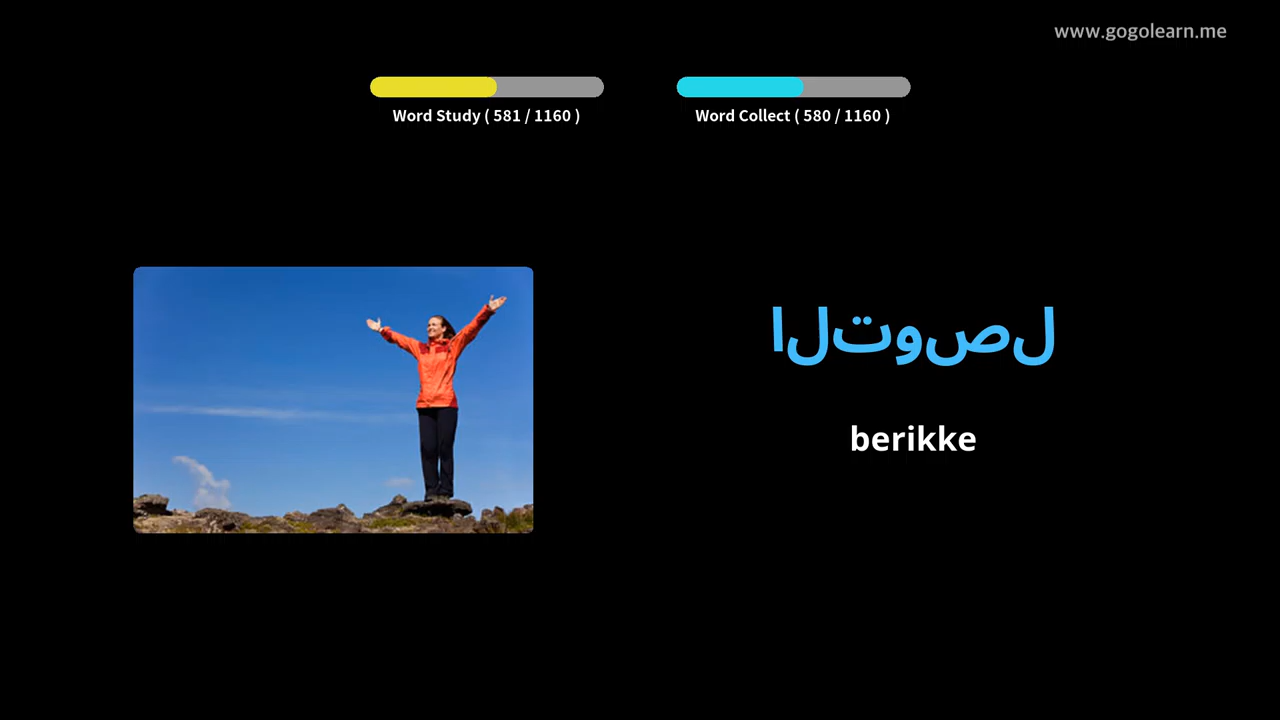 www.gogolearn.me
Word Study ( 581 / 1160 )
Word Collect ( 580 / 1160 )
التوصل
berikke